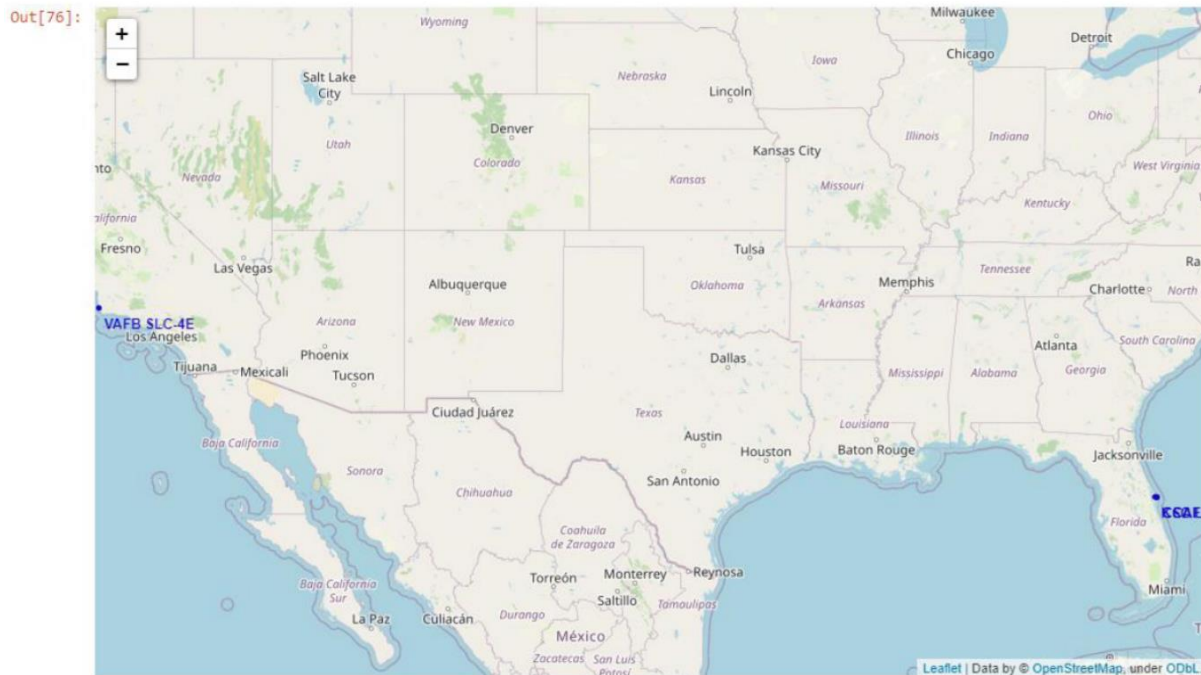 Out[76]:
+
−
Wyoming
Milwaukee
Detroit
Chicago
Iowa
Nebraska
Salt Lake
City
Lincoln
Ohio
Denver
Utah
Illinois
Indiana
Kansas City
Colorado
West Virginia
nto
Nevada
Kansas
Missouri
Kentucky
alifornia
Fresno
Tulsa
Las Vegas
Tennessee
Albuquerque
Oklahoma
Memphis
Charlotte
North
Arkansas
VAFB SLC-4E
Los Angeles
Arizona
New Mexico
South Carolina
Phoenix
Atlanta
Dallas
Tijuana
Mexicali
Tucson
Mississippi
Alabama
Georgia
Ciudad Juárez
Texas
Louisiana
Baja California
Austin
Houston
Baton Rouge
Jacksonville
Sonora
San Antonio
Chihuahua
Florida
Coahuila
de Zaragoza
Reynosa
Torreón
Monterrey
Baja California
Sur
Saltillo
Tamaulipas
Miami
Durango
La Paz
Culiacán
México
Zacatecas
San Luis
Potosí
Leaflet | Data by © OpenStreetMap, under ODbL